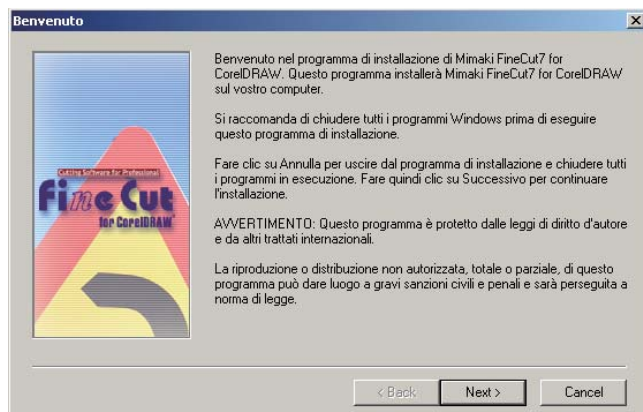 Benvenuto
Benvenuto nel programma di installazione di Mimaki FineCut7 for
CorelDRAW. Questo programma installerà Mimaki FineCut7 for CorelDRAW
sul vostro computer.
Si raccomanda di chiudere tutti i programmi Windows prima di eseguire
questo programma di installazione.
Fare clic su Annulla per uscire dal programma di installazione e chiudere tutti
i programmi in esecuzione. Fare quindi clic su Successivo per continuare
l'installazione.
AVVERTIMENTO: Questo programma è protetto dalle leggi di diritto d'autore
e da altri trattati internazionali.
La riproduzione o distribuzione non autorizzata, totale o parziale, di questo
programma può dare luogo a gravi sanzioni civili e penali e sarà perseguita a
norma di legge.
Cutting Software for Professional
Fine Cut
for CorelDRAW
< Back
Next >
Cancel